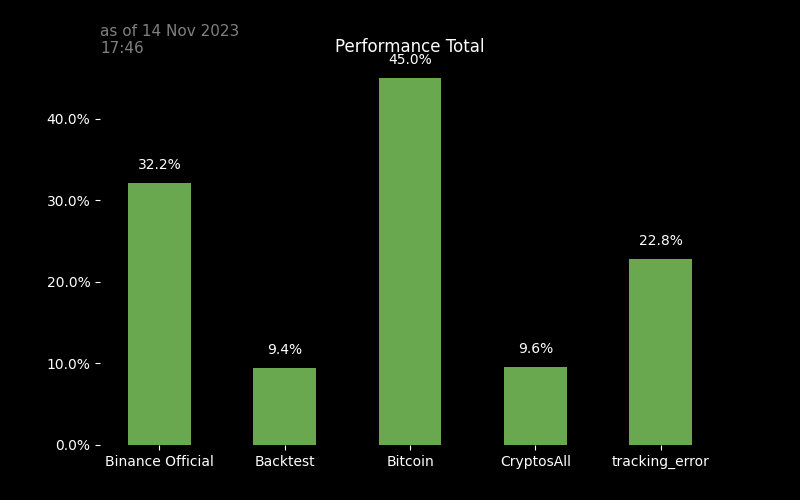 as of 14 Nov 2023
17:46
Performance Total
45.0%
40.0%
32.2%
30.0%
22.8%
20.0%
9.4%
9.6%
10.0%
0.0%
Binance Official
Backtest
Bitcoin
CryptosAll
tracking_error